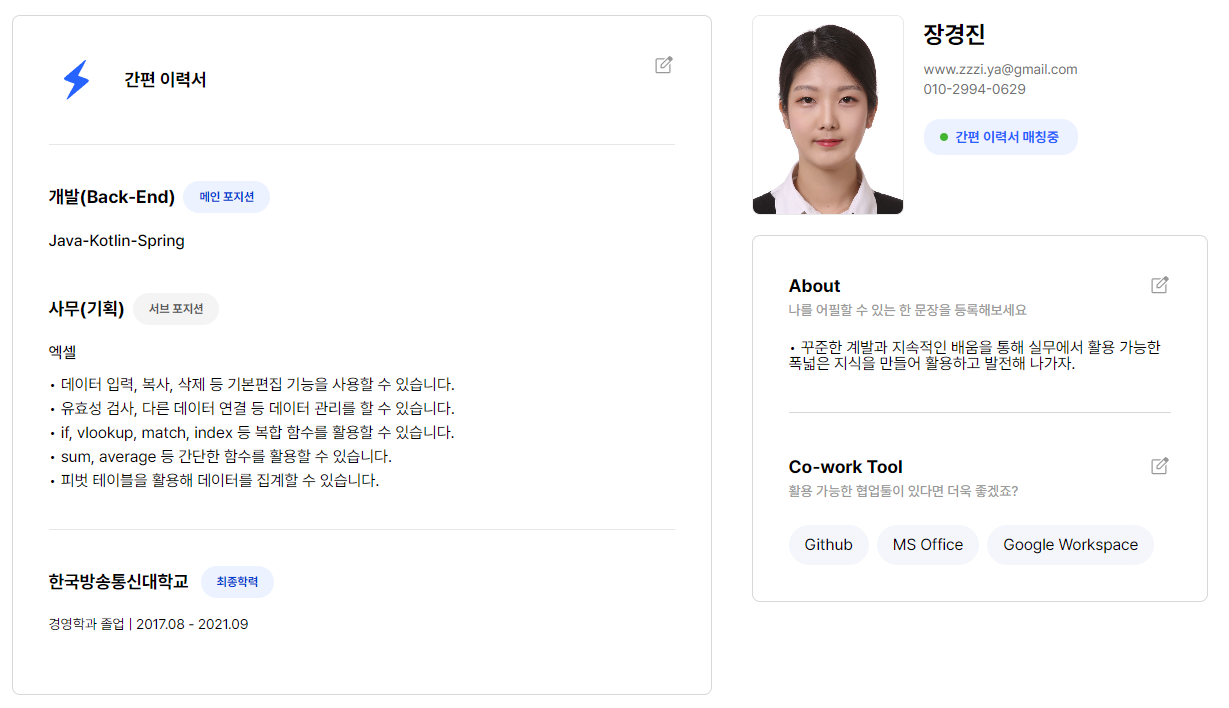 간편 이력서
개발(Back-End) 메인 포지션
Java-Kotlin-Spring
사무(기획) 서브 포지션
엑셀
• 데이터 입력, 복사, 삭제 등 기본편집 기능을 사용할 수 있습니다.
• 유효성 검사, 다른 데이터 연결 등 데이터 관리를 할 수 있습니다.
• if, vlookup, match, index 등 복합 함수를 활용할 수 있습니다.
• sum, average 등 간단한 함수를 활용할 수 있습니다.
• 피벗 테이블을 활용해 데이터를 집계할 수 있습니다.
한국방송통신대학교 최종학력
경영학과 졸업 | 2017.08 - 2021.09
장경진
www.zzzi.ya@gmail.com
010-2994-0629
간편 이력서 매칭중
About
나를 어필할 수 있는 한 문장을 등록해보세요
• 꾸준한 계발과 지속적인 배움을 통해 실무에서 활용 가능한
폭넓은 지식을 만들어 활용하고 발전해 나가자.
Co-work Tool
활용 가능한 협업툴이 있다면 더욱 좋겠죠?
Github MS Office Google Workspace